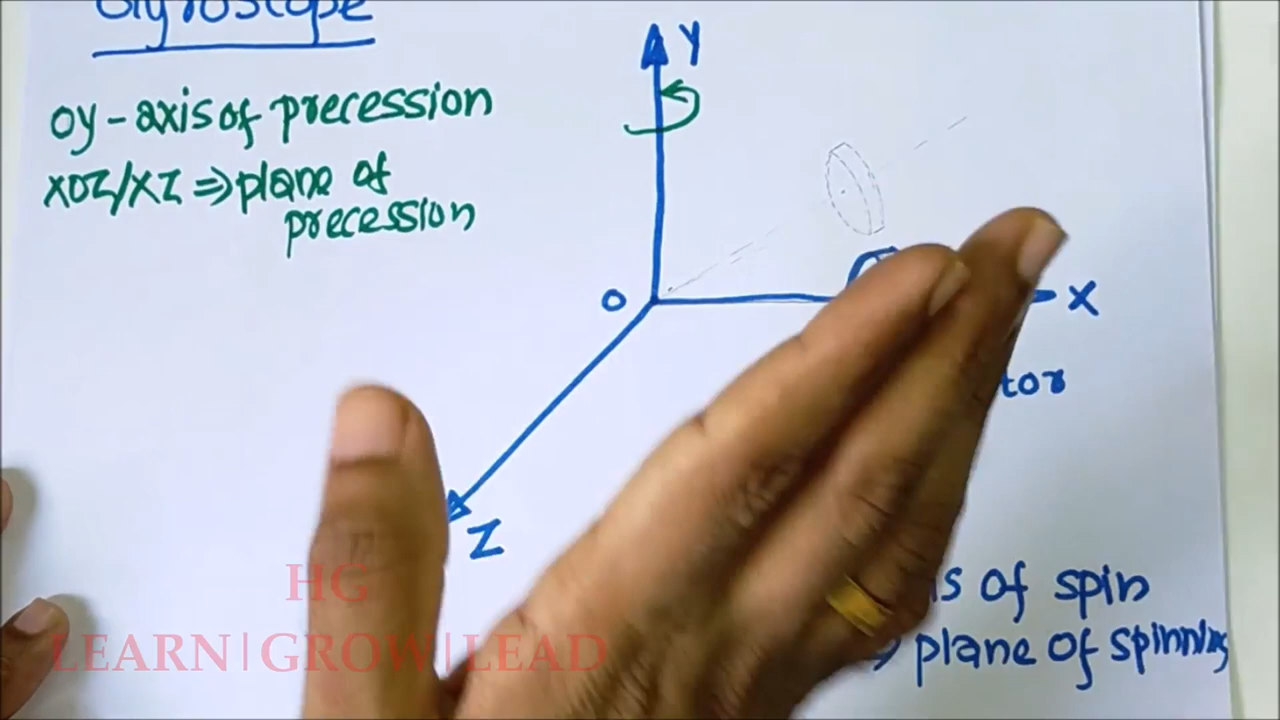 Gyroscope
Y
oy - axis of precession
XOZ/XZ => plane of
precession
O
X
tor
Z
is of spin
plane of spinning
HG
LEARN|GROW|LEAD